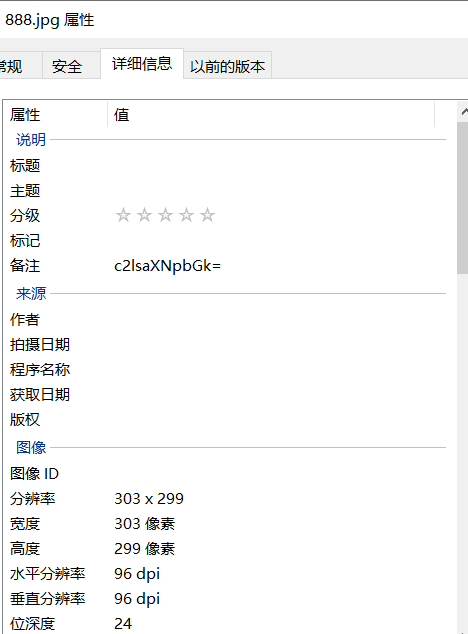 888.jpg 属性
常规 安全 详细信息 以前的版本
属性 值
说明
标题
主题
分级 ☆☆☆☆☆
标记
备注 c2lsaXNpbGk=
来源
作者
拍摄日期
程序名称
获取日期
版权
图像
图像 ID
分辨率 303 x 299
宽度 303 像素
高度 299 像素
水平分辨率 96 dpi
垂直分辨率 96 dpi
位深度 24